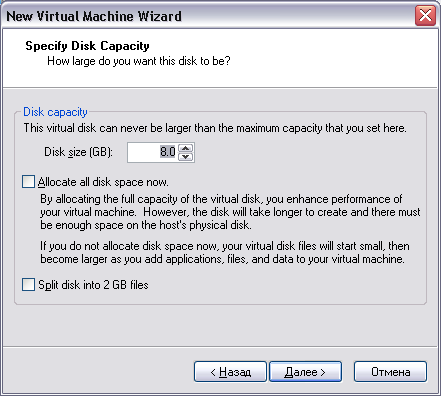 New Virtual Machine Wizard
Specify Disk Capacity
How large do you want this disk to be?
Disk capacity
This virtual disk can never be larger than the maximum capacity that you set here.
Disk size (GB): 8.0
Allocate all disk space now.
By allocating the full capacity of the virtual disk, you enhance performance of
your virtual machine. However, the disk will take longer to create and there must
be enough space on the host's physical disk.
If you do not allocate disk space now, your virtual disk files will start small, then
become larger as you add applications, files, and data to your virtual machine.
Split disk into 2 GB files
< Назад Далее > Отмена